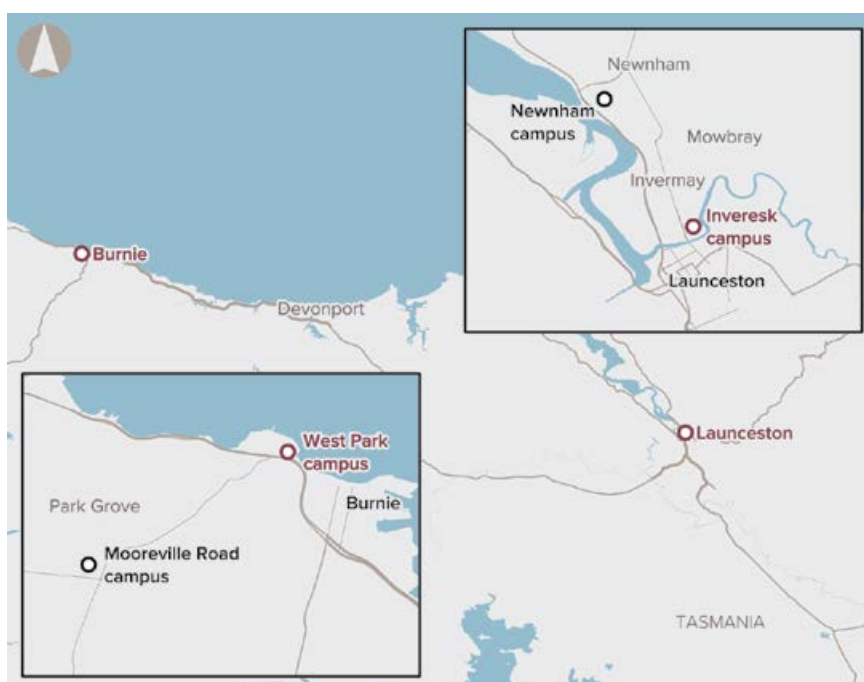 Newnham
Newnham
campus
Mowbray
Invermay
Inveresk
campus
Launceston
Burnie
Devonport
Launceston
West Park
campus
Burnie
Park Grove
Mooreville Road
campus
TASMANIA